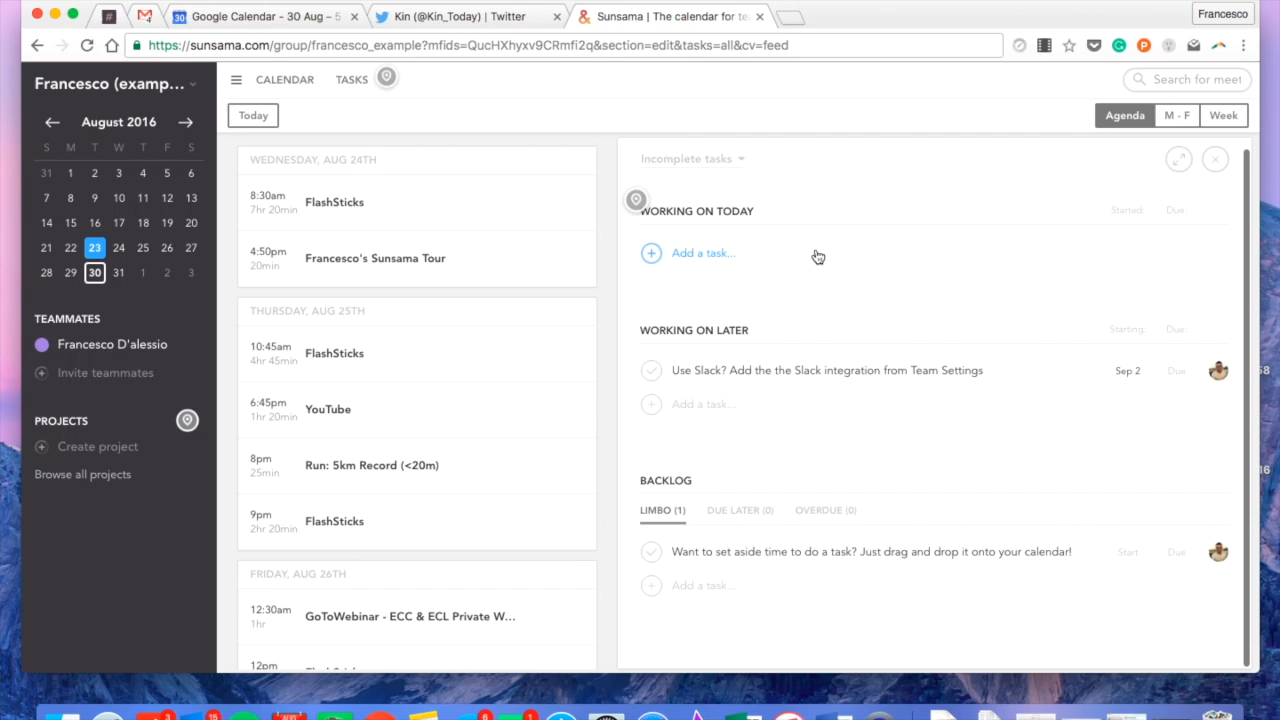 Google Calendar - 30 Aug – 5
Kin (@Kin_Today) | Twitter
Sunsama | The calendar for te
Francesco
https://sunsama.com/group/francesco_example?mfids=QucHXhyxv9CRmfi2q&section=edit&tasks=all&cv=feed
Francesco (examp...
CALENDAR
TASKS
Search for meet
Today
Agenda
M - F
Week
August 2016
S M T W T F S
31 1 2 3 4 5 6
7 8 9 10 11 12 13
14 15 16 17 18 19 20
21 22 23 24 25 26 27
28 29 30 31 1 2 3
TEAMMATES
Francesco D'alessio
Invite teammates
PROJECTS
Create project
Browse all projects
WEDNESDAY, AUG 24TH
8:30am
7hr 20min
FlashSticks
4:50pm
20min
Francesco's Sunsama Tour
THURSDAY, AUG 25TH
10:45am
4hr 45min
FlashSticks
6:45pm
1hr 20min
YouTube
8pm
25min
Run: 5km Record (<20m)
9pm
2hr 20min
FlashSticks
FRIDAY, AUG 26TH
12:30am
1hr
GoToWebinar - ECC & ECL Private W...
12pm
Incomplete tasks
WORKING ON TODAY
Started:
Due:
Add a task...
WORKING ON LATER
Starting:
Due:
Use Slack? Add the the Slack integration from Team Settings
Sep 2
Due
Add a task...
BACKLOG
LIMBO (1)
DUE LATER (0)
OVERDUE (0)
Want to set aside time to do a task? Just drag and drop it onto your calendar!
Start
Due
Add a task...
3
15
6
1